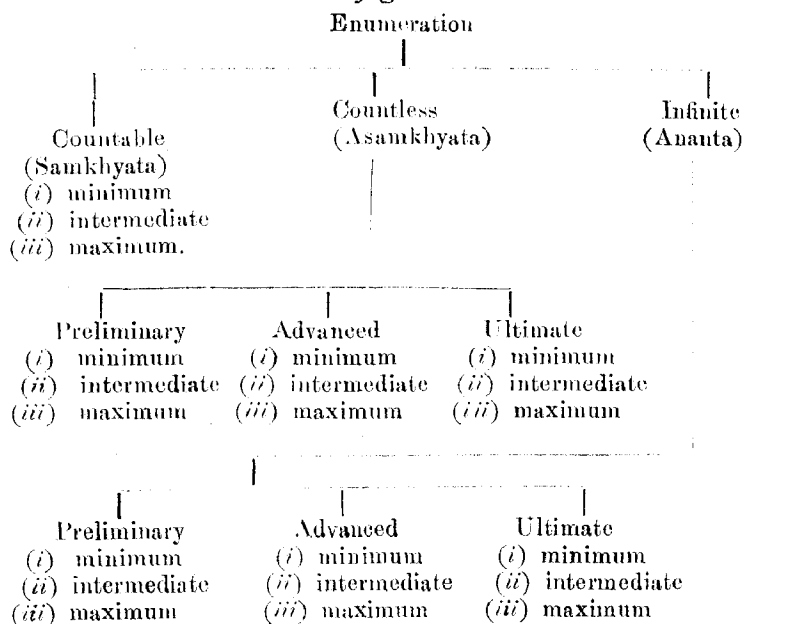 Enumeration
Countless
Infinite
Countable
(Asamkhyata)
(Ananta)
(Samkhyata)
(i) minimum
(ii) intermediate
(iii) maximum.
Preliminary Advanced Ultimate
(i) minimum (i) minimum (i) minimum
(ii) intermediate (ii) intermediate (ii) intermediate
(iii) maximum (iii) maximum (iii) maximum
Preliminary Advanced Ultimate
(i) minimum (i) minimum (i) minimum
(ii) intermediate (ii) intermediate (ii) intermediate
(iii) maximum (iii) maximum (iii) maximum